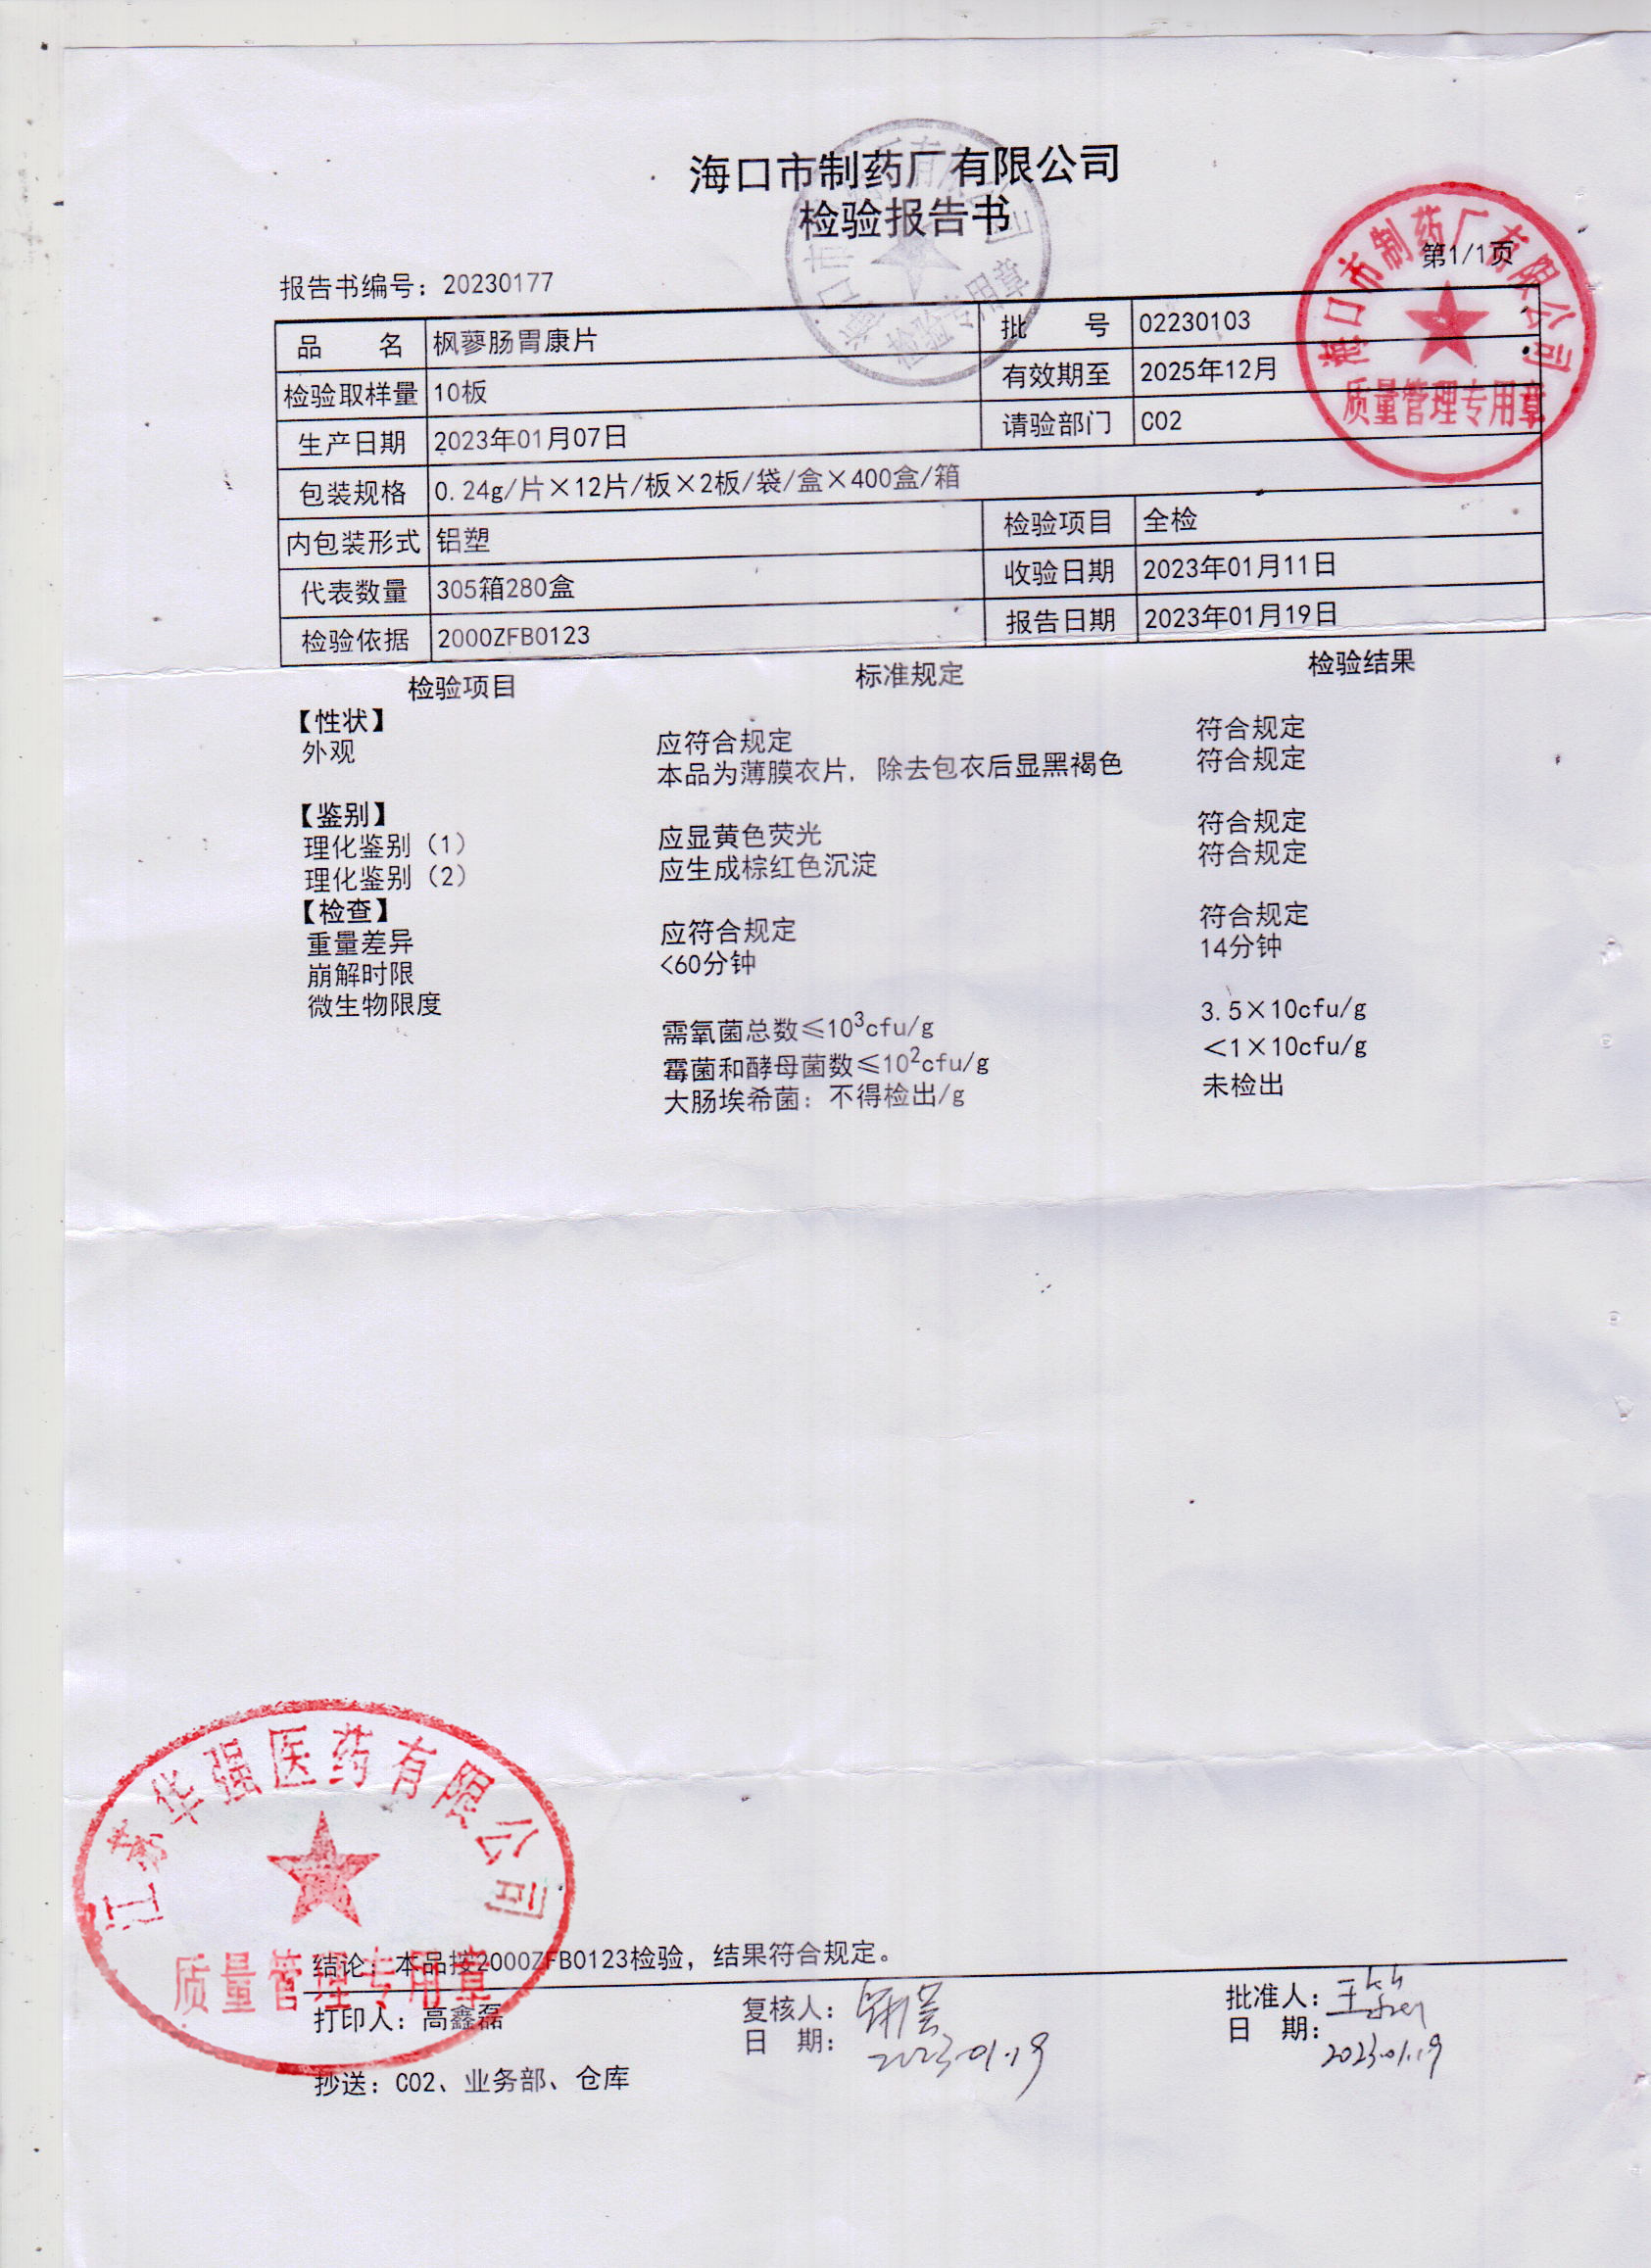 海口市制药厂有限公司
检验报告书
第1/1页
报告书编号：20230177
品　　名 枫蓼肠胃康片 批　　号 02230103
检验取样量 10板 有效期至 2025年12月
生产日期 2023年01月07日 请验部门 C02
包装规格 0.24g/片×12片/板×2板/袋/盒×400盒/箱
内包装形式 铝塑 检验项目 全检
代表数量 305箱280盒 收验日期 2023年01月11日
检验依据 2000ZFB0123 报告日期 2023年01月19日
检验项目 标准规定 检验结果
【性状】 应符合规定 符合规定
外观 本品为薄膜衣片，除去包衣后显黑褐色 符合规定
【鉴别】
理化鉴别（1） 应显黄色荧光 符合规定
理化鉴别（2） 应生成棕红色沉淀 符合规定
【检查】
重量差异 应符合规定 符合规定
崩解时限 <60分钟 14分钟
微生物限度
需氧菌总数≤10³cfu/g 3.5×10cfu/g
霉菌和酵母菌数≤10²cfu/g <1×10cfu/g
大肠埃希菌：不得检出/g 未检出
结论：本品按2000ZFB0123检验，结果符合规定。
打印人：高鑫磊 复核人： 批准人：
日　期：2023.01.19 日　期：2023.01.19
抄送：C02、业务部、仓库
海口市制药厂有限公司
检验专用章
海口市制药厂有限公司
质量管理专用章
江苏华强医药有限公司
质量管理专用章